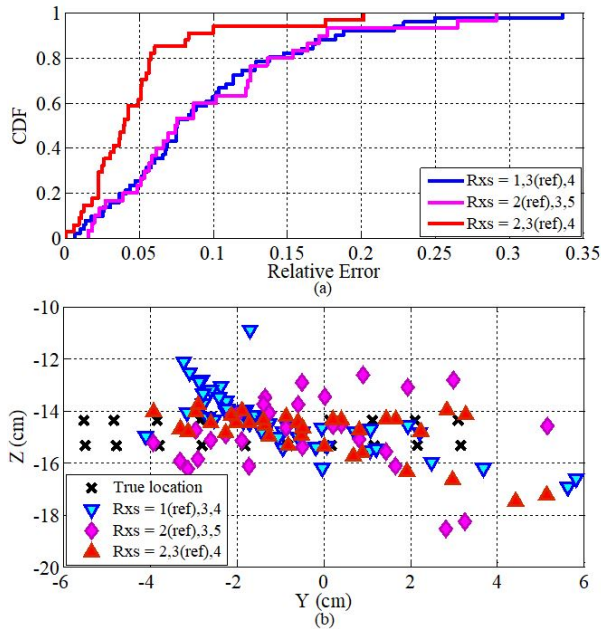 1
0.8
0.6
0.4
0.2
0
CDF
0 0.05 0.1 0.15 0.2 0.25 0.3 0.35
Relative Error
(a)
Rxs = 1,3(ref),4
Rxs = 2(ref),3,5
Rxs = 2,3(ref),4
-10
-12
-14
-16
-18
-20
Z (cm)
True location
Rxs = 1(ref),3,4
Rxs = 2(ref),3,5
Rxs = 2,3(ref),4
-6 -4 -2 0 2 4 6
Y (cm)
(b)